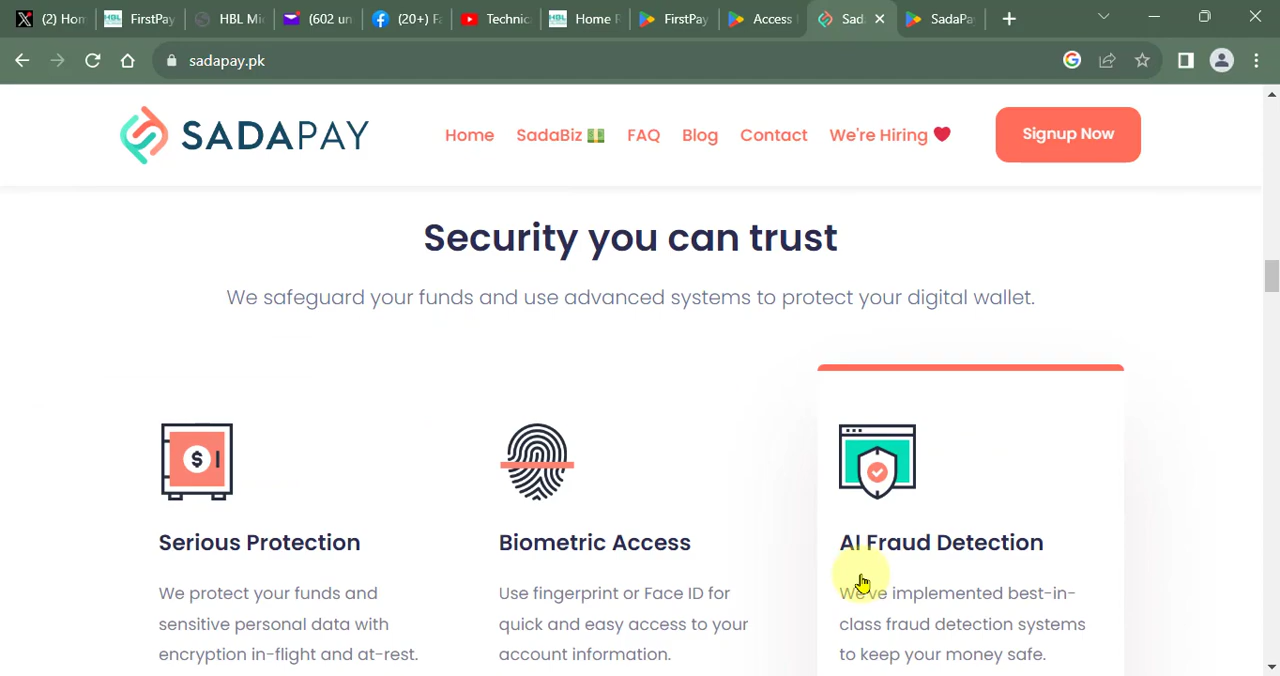 (2) Hom
FirstPay
HBL Mi
(602 un
(20+) Fa
Technic
Home P
FirstPay
Access
Sad
SadaPa
sadapay.pk
SADAPAY
Home
SadaBiz
FAQ
Blog
Contact
We're Hiring
Signup Now
Security you can trust
We safeguard your funds and use advanced systems to protect your digital wallet.
$
Serious Protection
We protect your funds and
sensitive personal data with
encryption in-flight and at-rest.
Biometric Access
Use fingerprint or Face ID for
quick and easy access to your
account information.
AI Fraud Detection
We've implemented best-in-
class fraud detection systems
to keep your money safe.